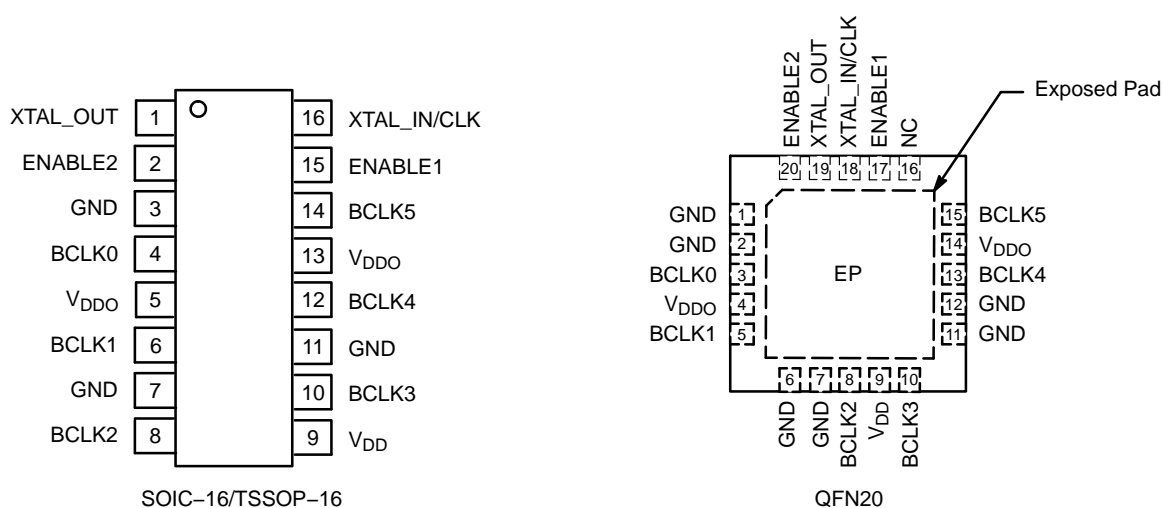 XTAL_OUT 1 16 XTAL_IN/CLK
ENABLE2 2 15 ENABLE1
GND 3 14 BCLK5
BCLK0 4 13 VDDO
VDDO 5 12 BCLK4
BCLK1 6 11 GND
GND 7 10 BCLK3
BCLK2 8 9 VDD
SOIC−16/TSSOP−16
ENABLE2
XTAL_OUT
XTAL_IN/CLK
ENABLE1
NC
Exposed Pad
20 19 18 17 16
GND 1 15 BCLK5
GND 2 14 VDDO
BCLK0 3 EP 13 BCLK4
VDDO 4 12 GND
BCLK1 5 11 GND
6 7 8 9 10
GND
GND
BCLK2
VDD
BCLK3
QFN20